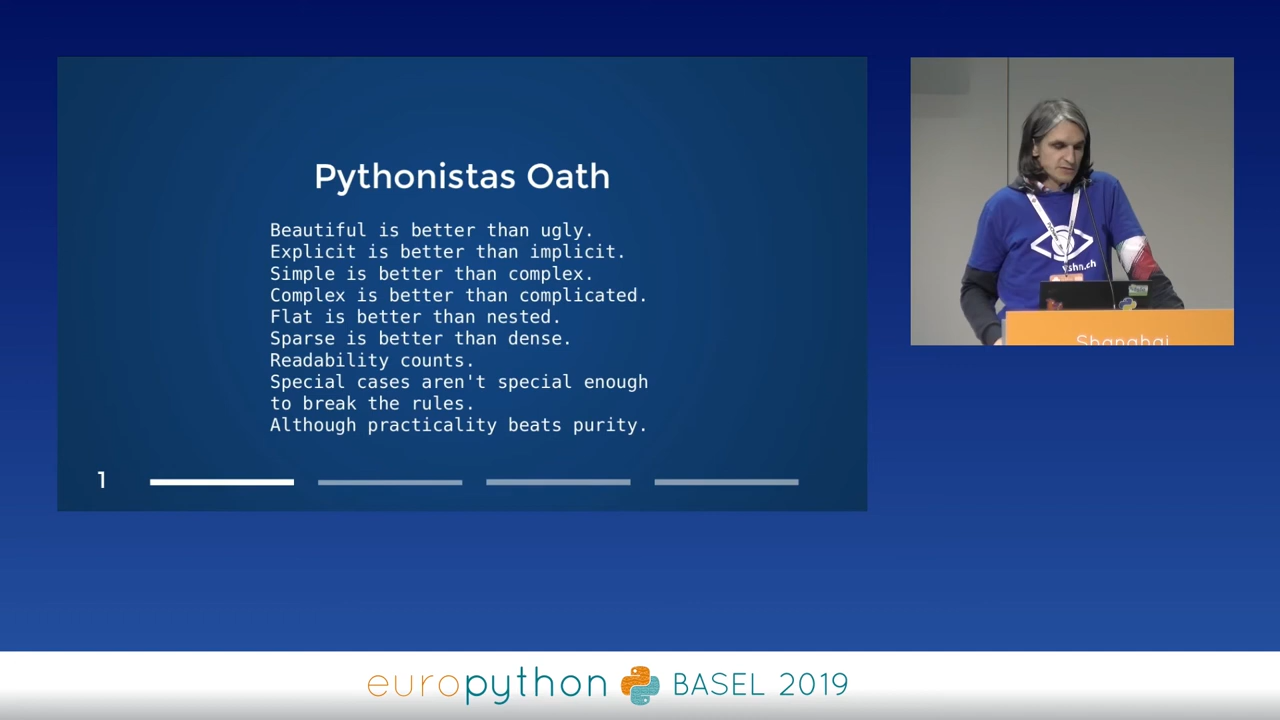 Pythonistas Oath
Beautiful is better than ugly.
Explicit is better than implicit.
Simple is better than complex.
Complex is better than complicated.
Flat is better than nested.
Sparse is better than dense.
Readability counts.
Special cases aren't special enough
to break the rules.
Although practicality beats purity.
1
shn.ch
Shanghai
europython BASEL 2019